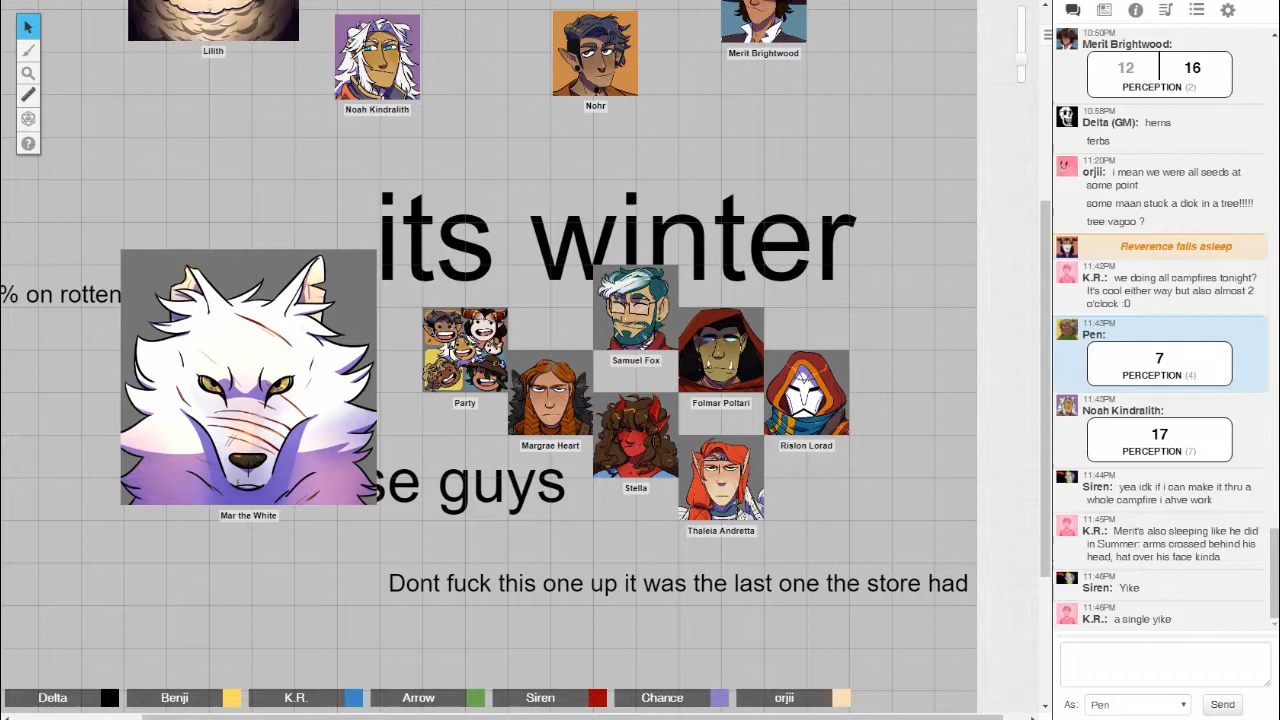 Lilith
Noah Kindralith
Nohr
Merit Brightwood
its winter
% on rotten
Mar the White
Party
Margrae Heart
Samuel Fox
Folmar Poltari
Rislon Lorad
Stella
Thaleia Andretta
se guys
Dont fuck this one up it was the last one the store had
Delta
Benji
K.R.
Arrow
Siren
Chance
orjii
10:50PM
Merit Brightwood:
12 16
PERCEPTION (2)
10:58PM
Delta (GM): herns
ferbs
11:20PM
orjii: i mean we were all seeds at
some point
some maan stuck a dick in a tree!!!!!
tree vagoo ?
Reverence falls asleep
11:42PM
K.R.: we doing all campfires tonight?
It's cool either way but also almost 2
o'clock :0
11:43PM
Pen:
7
PERCEPTION (4)
11:43PM
Noah Kindralith:
17
PERCEPTION (7)
11:44PM
Siren: yea idk if i can make it thru a
whole campfire i ahve work
11:45PM
K.R.: Merit's also sleeping like he did
in Summer: arms crossed behind his
head, hat over his face kinda
11:46PM
Siren: Yike
11:46PM
K.R.: a single yike
As: Pen Send